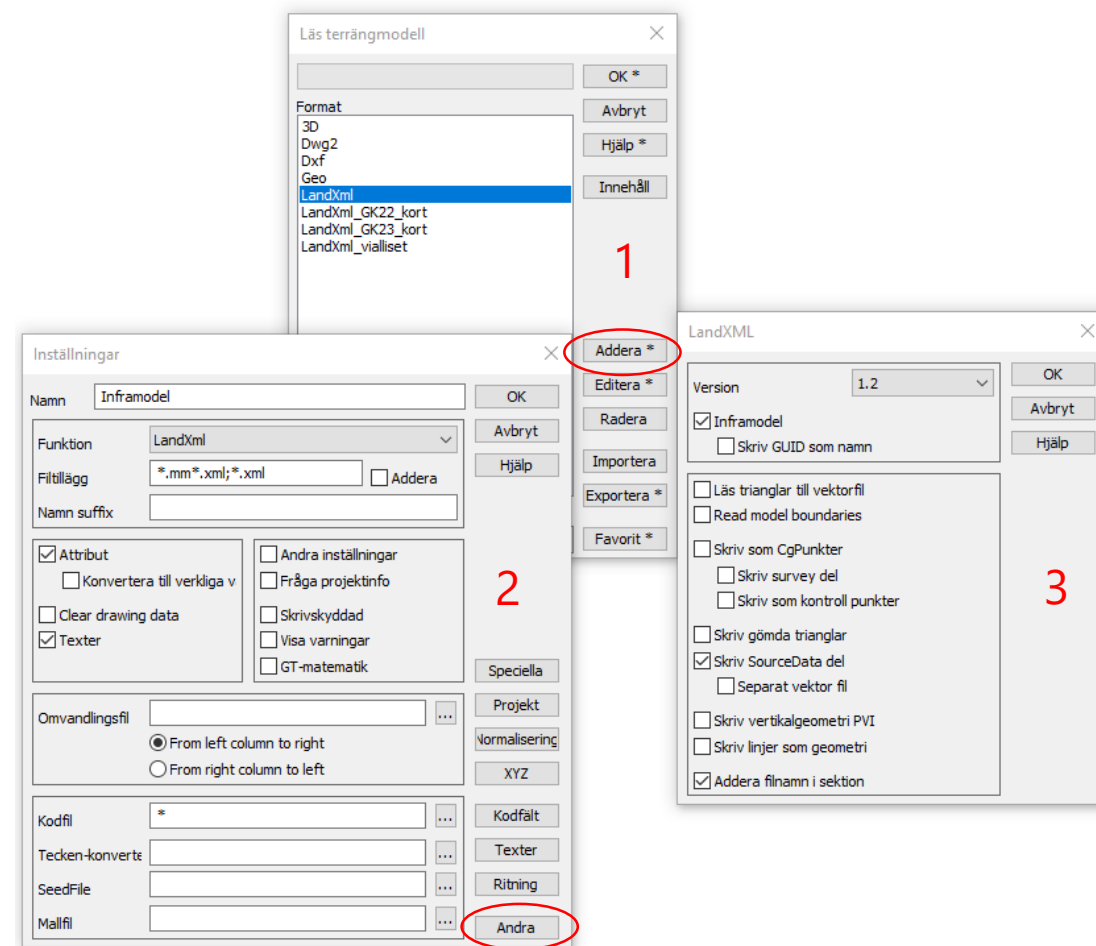 Läs terrängmodell
OK *
Format
Avbryt
3D
Dwg2
Hjälp *
Dxf
Geo
Innehåll
LandXml
LandXml_GK22_kort
LandXml_GK23_kort
LandXml_vialliset
1
Addera *
Editera *
Radera
Importera
Exportera *
Favorit *
Inställningar
Namn Inframodel
OK
Funktion LandXml
Avbryt
Filtillägg *.mm*.xml;*.xml Addera
Hjälp
Namn suffix
Attribut
Konvertera till verkliga v
Clear drawing data
Texter
Andra inställningar
Fråga projektinfo
Skrivskyddad
Visa varningar
GT-matematik
2
Speciella
Omvandlingsfil ...
Projekt
From left column to right
Normalisering
From right column to left
XYZ
Kodfil * ...
Kodfält
Tecken-konverte ...
Texter
SeedFile ...
Ritning
Mallfil ...
Andra
LandXML
Version 1.2
OK
Avbryt
Inframodel
Hjälp
Skriv GUID som namn
Läs trianglar till vektorfil
Read model boundaries
Skriv som CgPunkter
Skriv survey del
Skriv som kontroll punkter
3
Skriv gömda trianglar
Skriv SourceData del
Separat vektor fil
Skriv vertikalgeometri PVI
Skriv linjer som geometri
Addera filnamn i sektion